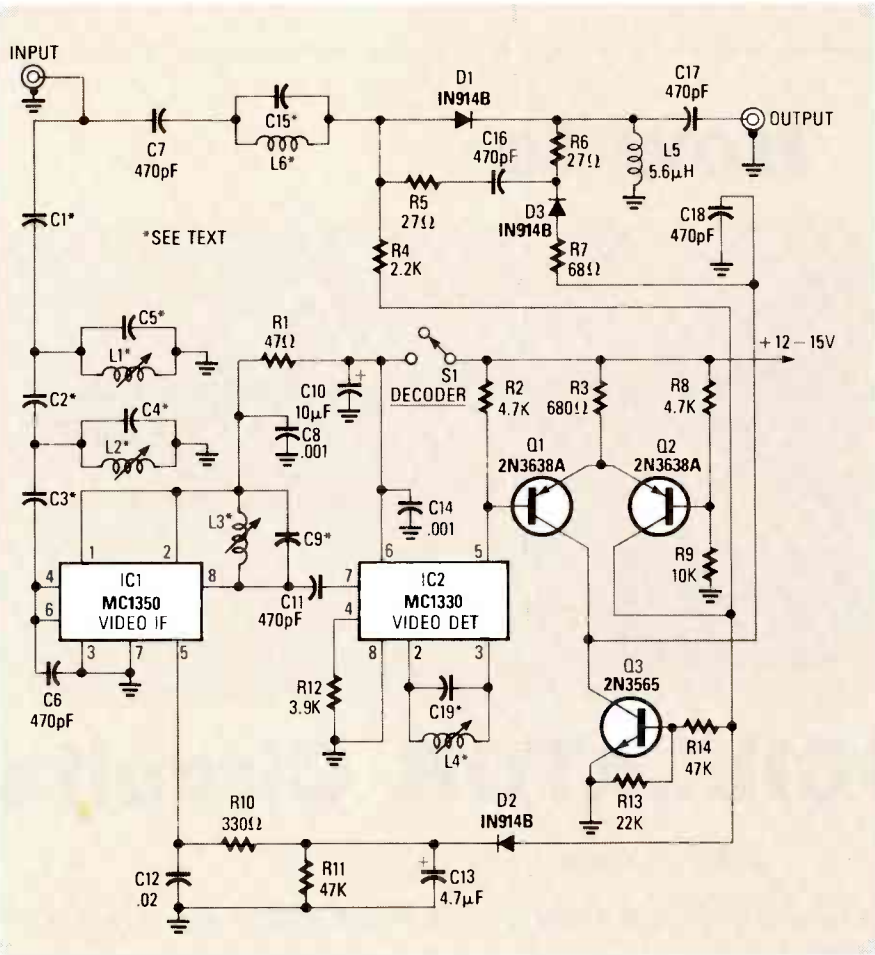 INPUT
C7
470pF
C15*
L6*
D1
IN914B
C16
470pF
R6
27Ω
C17
470pF
OUTPUT
L5
5.6µH
R5
27Ω
D3
IN914B
C18
470pF
C1*
*SEE TEXT
R4
2.2K
R7
68Ω
C5*
L1*
R1
47Ω
+12-15V
S1
DECODER
C10
10µF
+
R2
4.7K
R3
680Ω
R8
4.7K
C2*
C4*
L2*
C8
.001
Q1
2N3638A
Q2
2N3638A
C3*
L3*
C9*
C14
.001
R9
10K
1
2
4
6
IC1
MC1350
VIDEO IF
8
3
7
5
C11
470pF
6
5
7
4
IC2
MC1330
VIDEO DET
8
2
3
C6
470pF
R12
3.9K
C19*
L4*
Q3
2N3565
R14
47K
R13
22K
R10
330Ω
D2
IN914B
C12
.02
R11
47K
+
C13
4.7µF